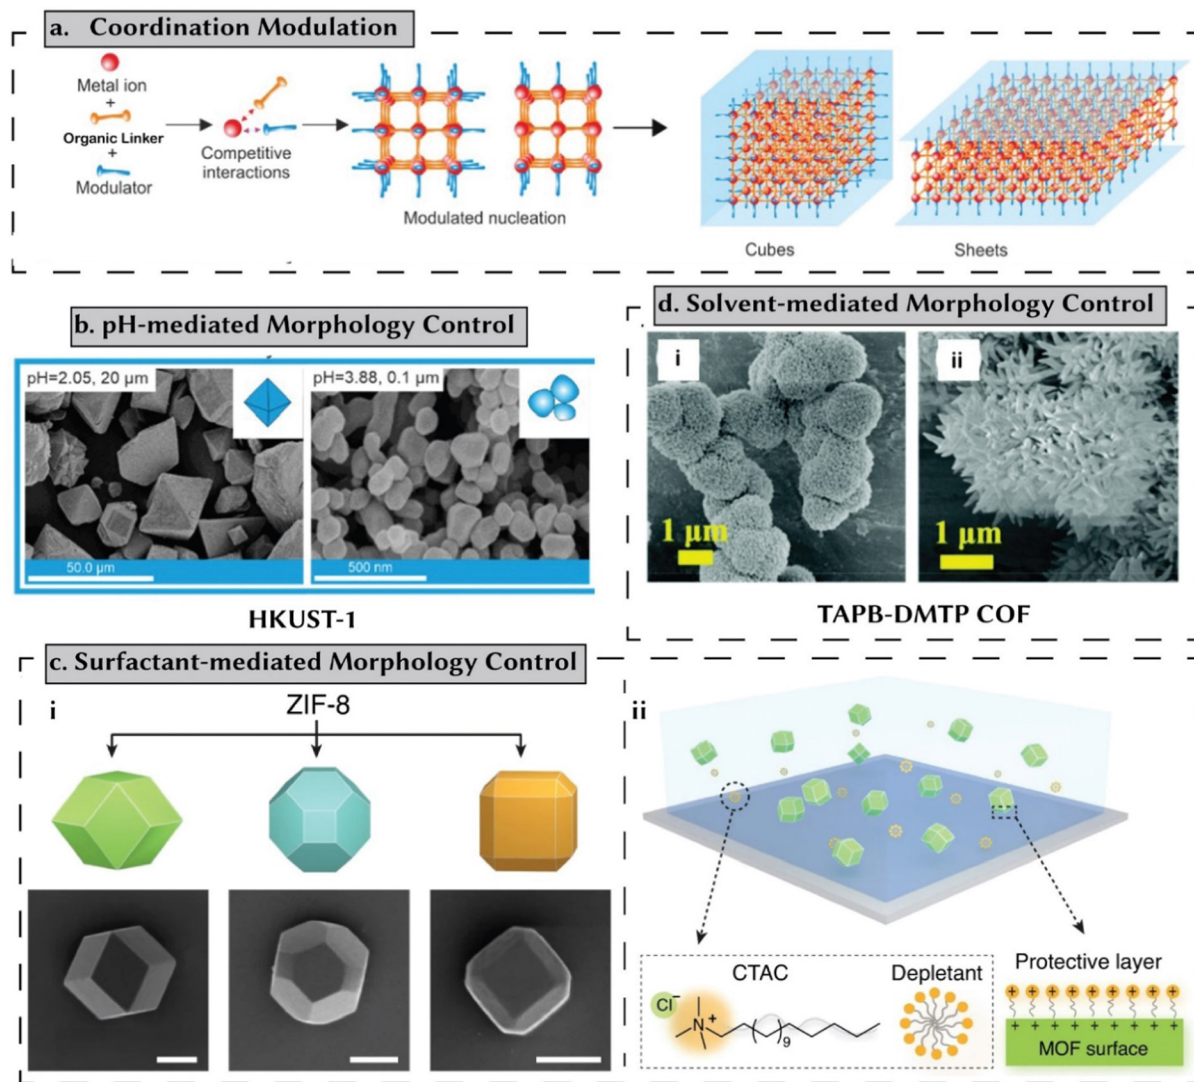 a. Coordination Modulation
Metal ion
+
Organic Linker
+
Modulator
Competitive
interactions
Modulated nucleation
Cubes
Sheets
b. pH-mediated Morphology Control
pH=2.05, 20 μm
pH=3.88, 0.1 μm
50.0 μm
500 nm
HKUST-1
d. Solvent-mediated Morphology Control
i
ii
1 μm
1 μm
TAPB-DMTP COF
c. Surfactant-mediated Morphology Control
i
ZIF-8
ii
CTAC
Cl⁻
N⁺
9
Depletant
Protective layer
+ + + + + + + + +
+ + + + + + + + +
MOF surface